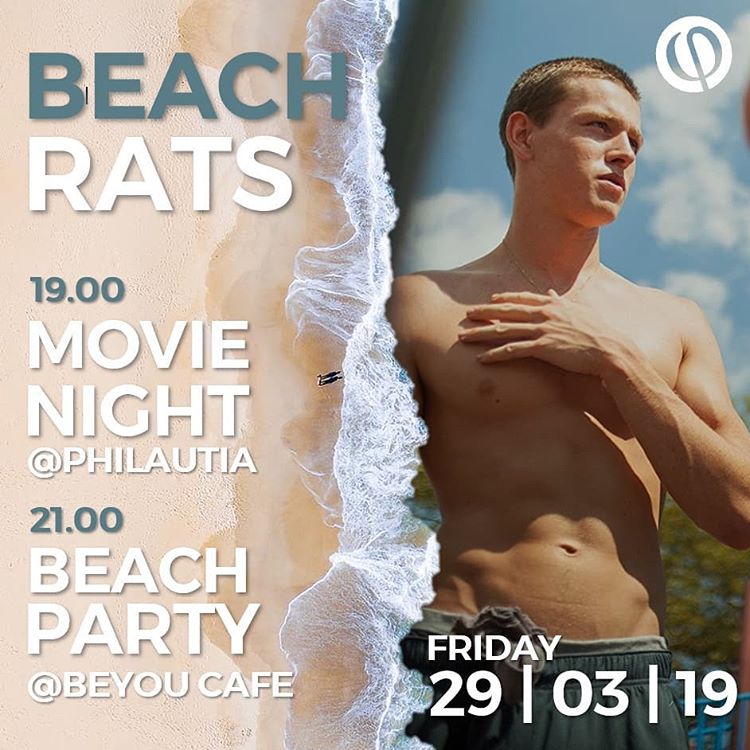 BEACH
RATS
19.00
MOVIE
NIGHT
@PHILAUTIA
21.00
BEACH
PARTY
@BEYOU CAFE
FRIDAY
29 | 03 | 19